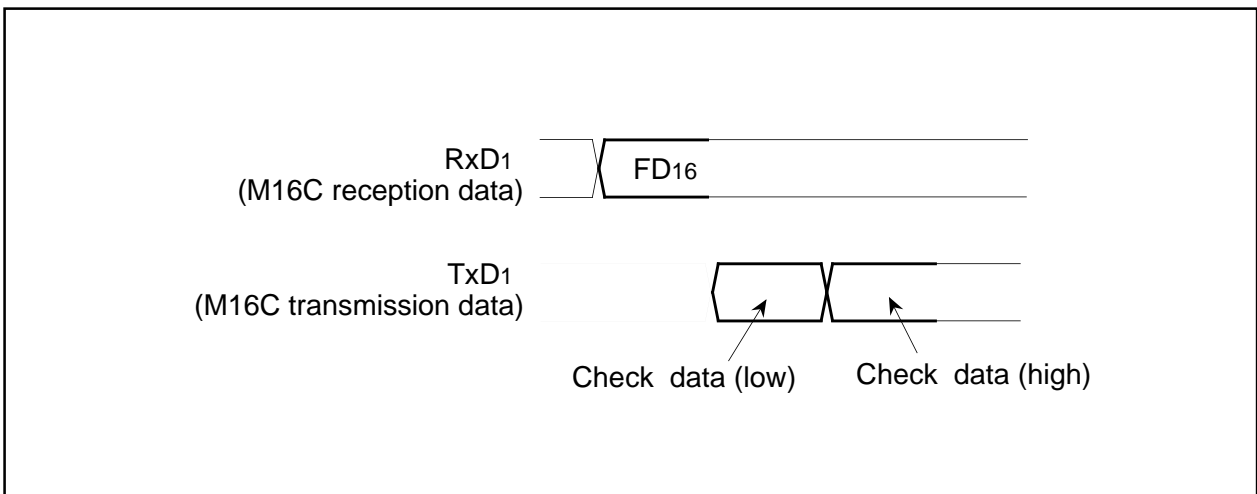 RxD1
(M16C reception data)
FD16
TxD1
(M16C transmission data)
Check data (low)
Check data (high)